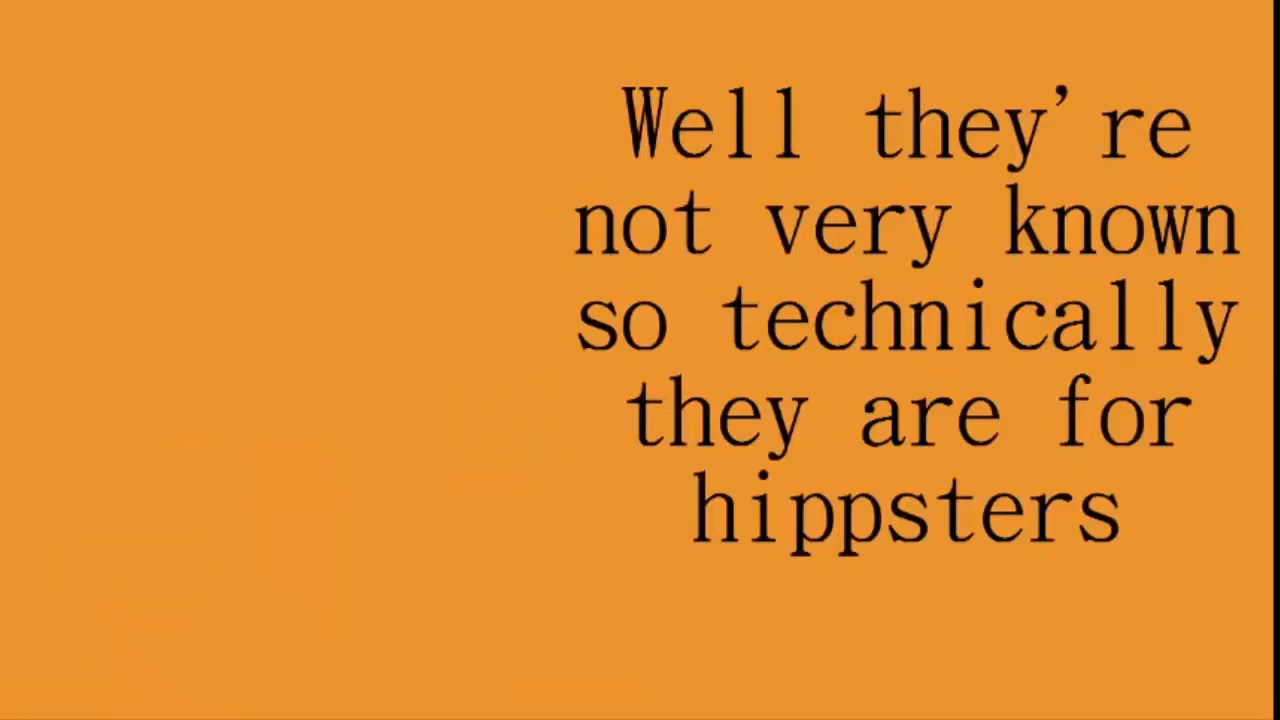 Well they're
not very known
so technically
they are for
hippsters